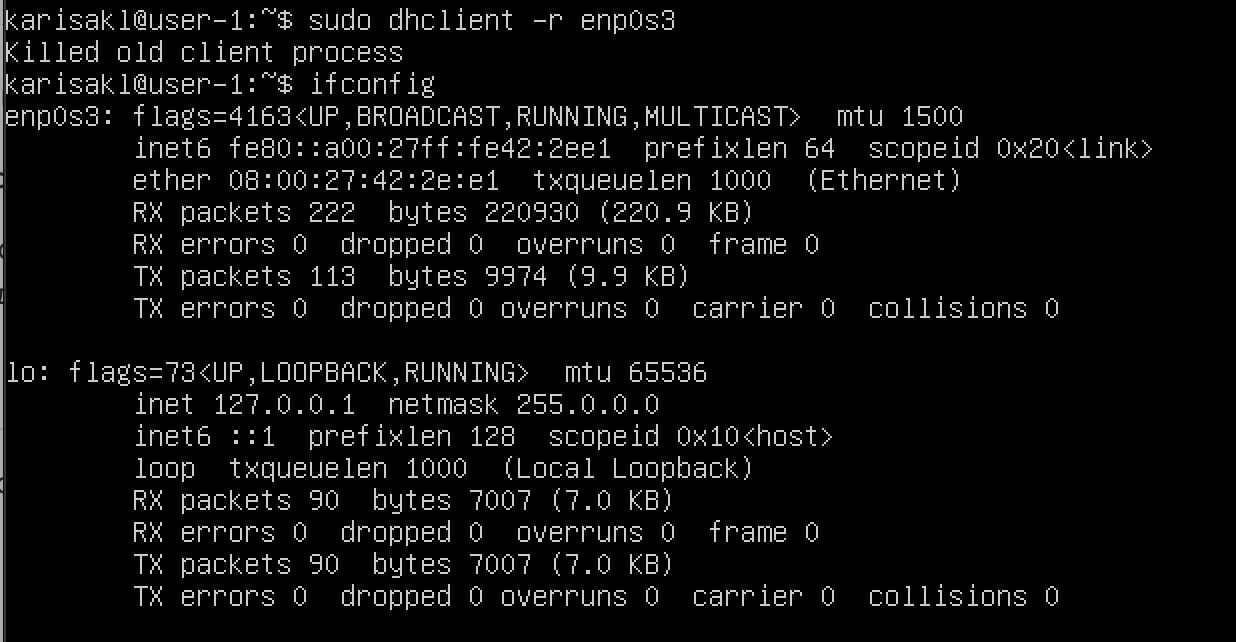 karisakl@user-1:~$ sudo dhclient -r enp0s3
Killed old client process
karisakl@user-1:~$ ifconfig
enp0s3: flags=4163<UP,BROADCAST,RUNNING,MULTICAST>  mtu 1500
        inet6 fe80::a00:27ff:fe42:2ee1  prefixlen 64  scopeid 0x20<link>
        ether 08:00:27:42:2e:e1  txqueuelen 1000  (Ethernet)
        RX packets 222  bytes 220930 (220.9 KB)
        RX errors 0  dropped 0  overruns 0  frame 0
        TX packets 113  bytes 9974 (9.9 KB)
        TX errors 0  dropped 0 overruns 0  carrier 0  collisions 0
lo: flags=73<UP,LOOPBACK,RUNNING>  mtu 65536
        inet 127.0.0.1  netmask 255.0.0.0
        inet6 ::1  prefixlen 128  scopeid 0x10<host>
        loop  txqueuelen 1000  (Local Loopback)
        RX packets 90  bytes 7007 (7.0 KB)
        RX errors 0  dropped 0  overruns 0  frame 0
        TX packets 90  bytes 7007 (7.0 KB)
        TX errors 0  dropped 0 overruns 0  carrier 0  collisions 0